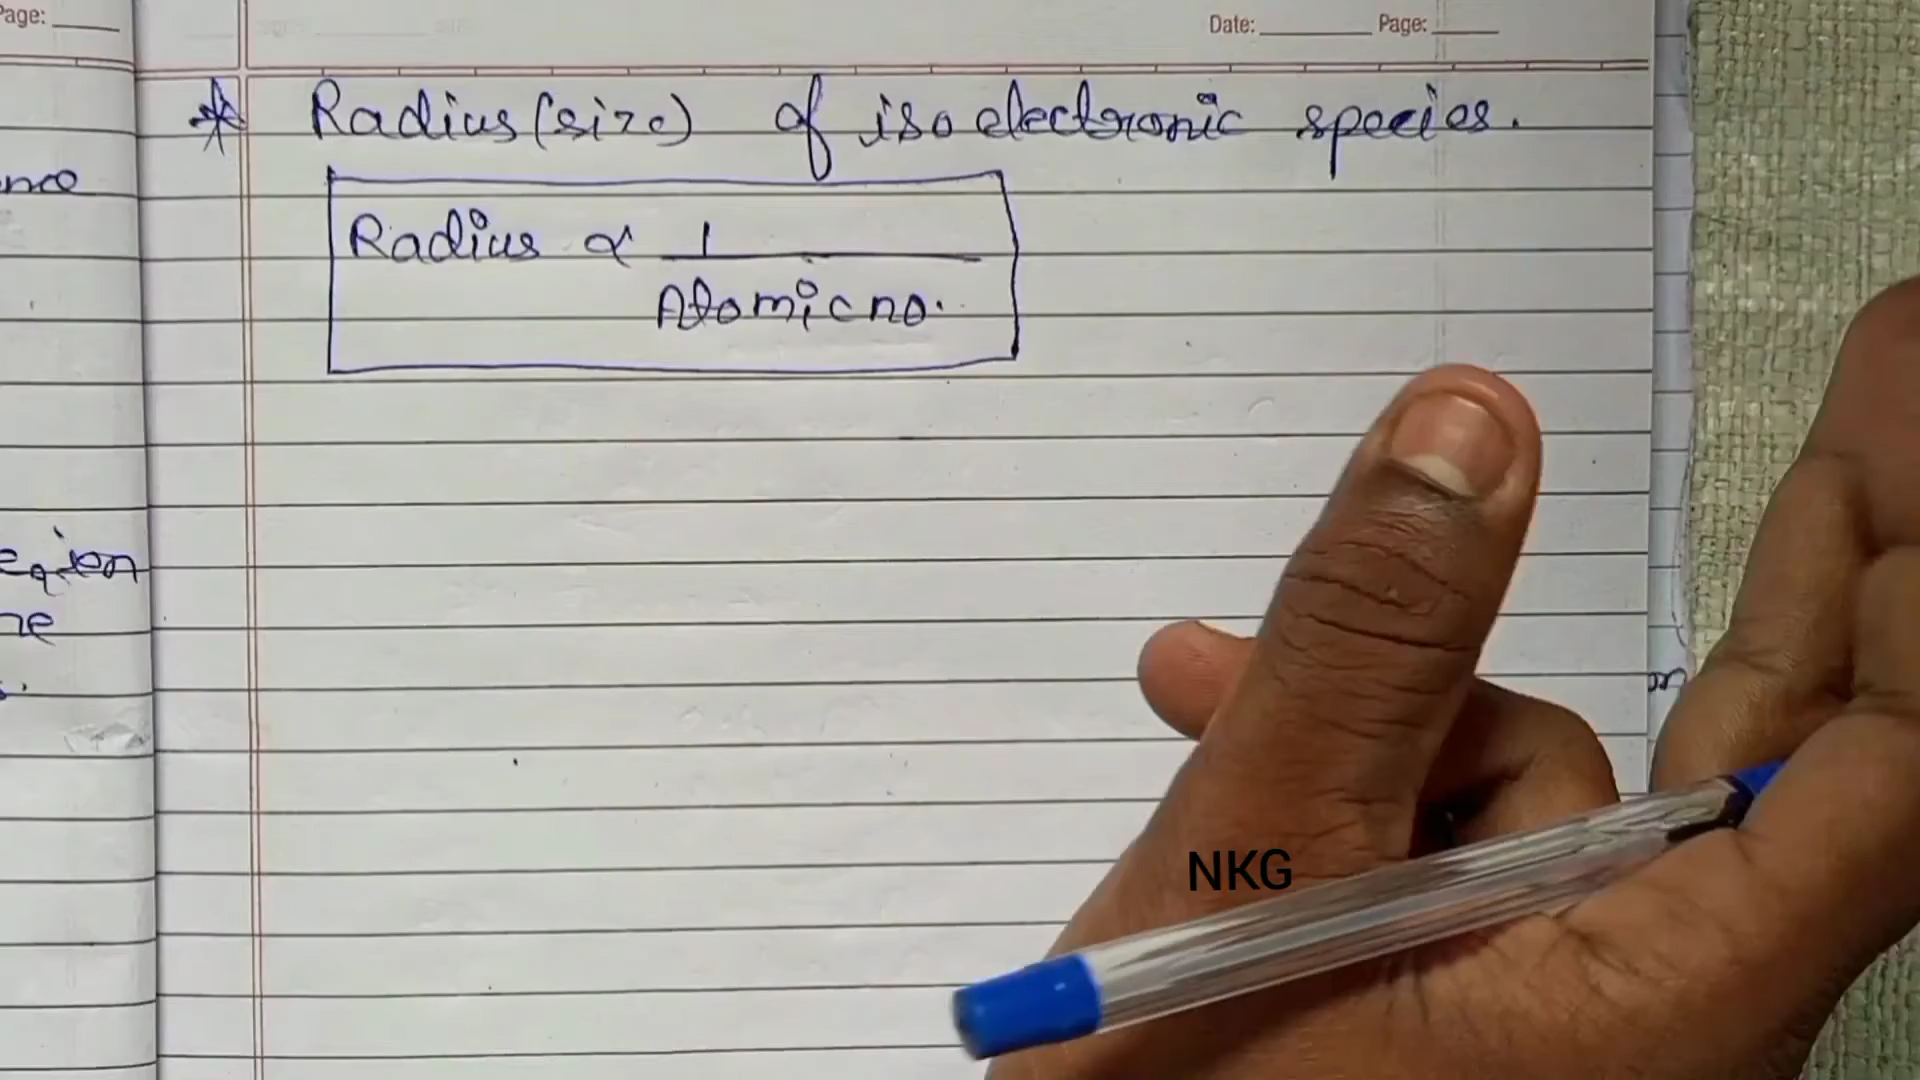 Page:
Date: Page:
* Radius (size) of isoelectronic species.
Radius ∝ 1
Atomic no.
NKG